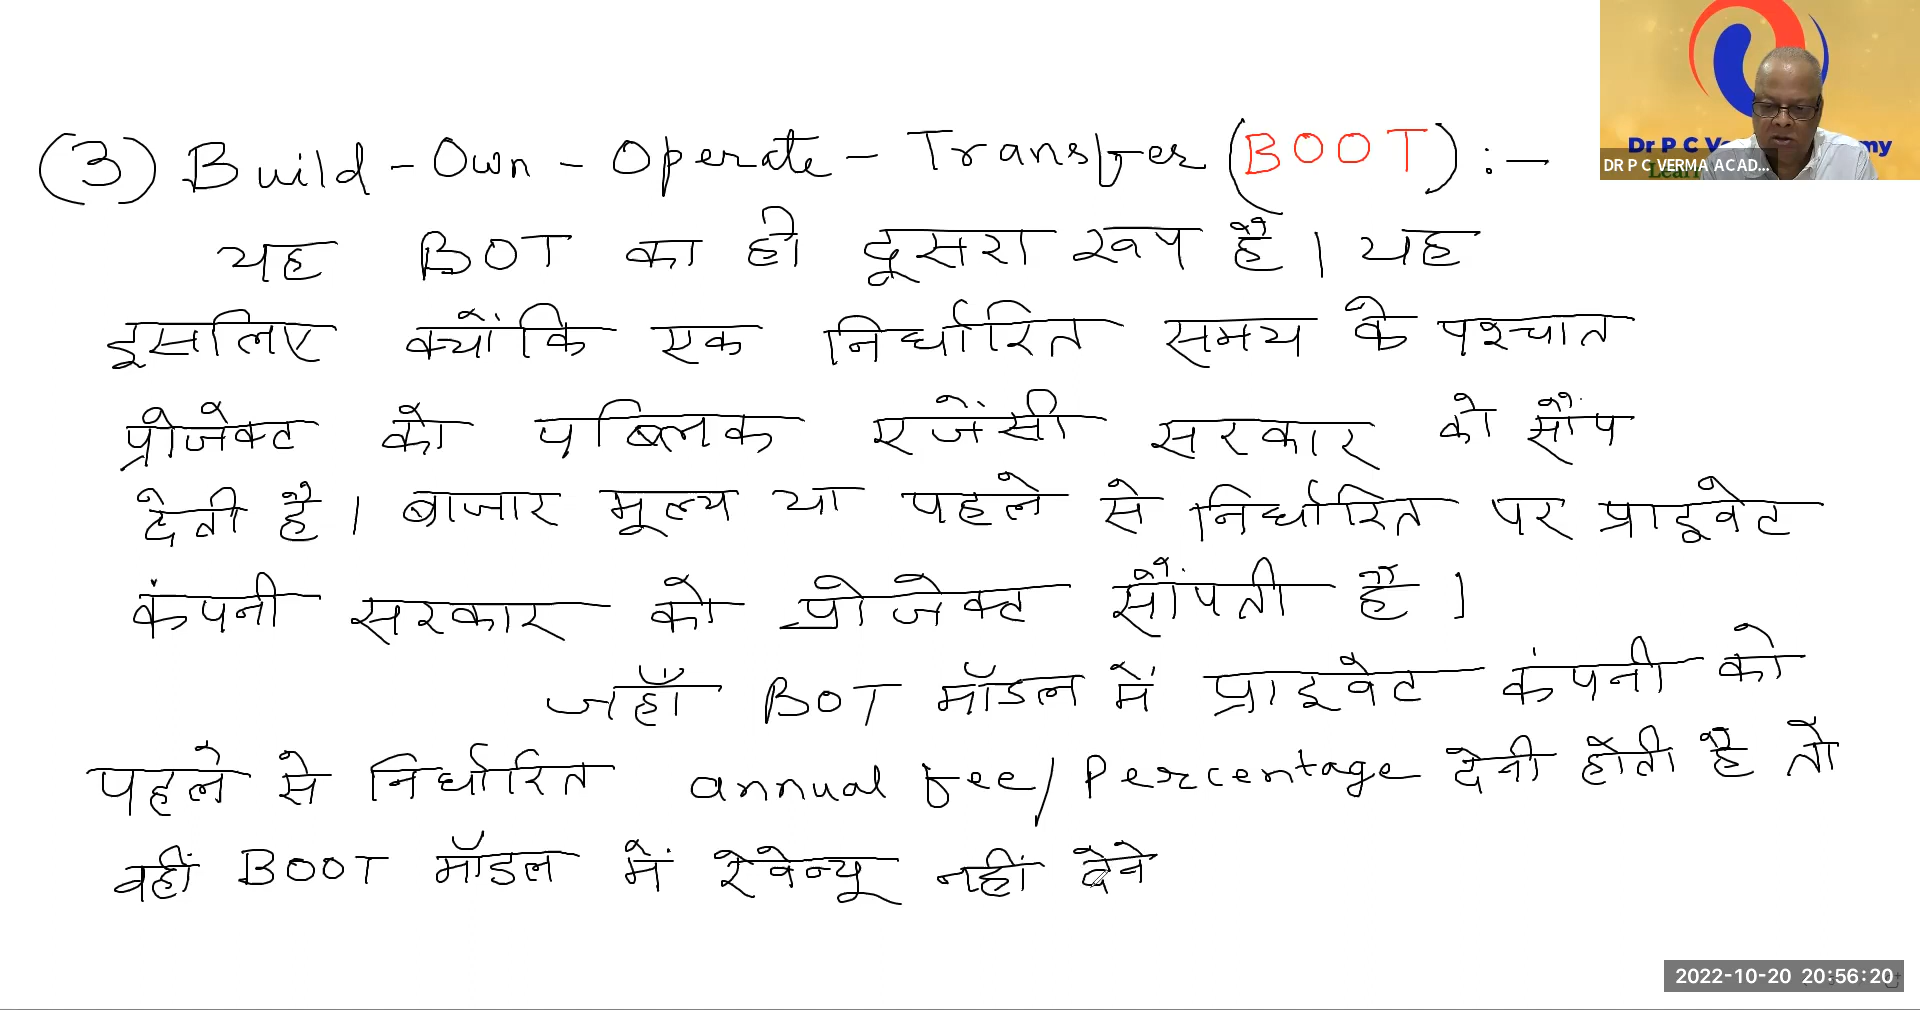 (3) Build-Own-Operate-Transfer (BOOT) :-
यह BOT का ही दूसरा रूप है । यह
इसलिए क्योंकि एक निर्धारित समय के पश्चात
प्रोजेक्ट को पब्लिक एजेंसी सरकार को सौंप
देती है । बाजार मूल्य या पहले से निर्धारित पर प्राइवेट
कंपनी सरकार को प्रोजेक्ट सौंपती है ।
जहाँ BOT मॉडल में प्राइवेट कंपनी को
पहले से निर्धारित annual fee/Percentage देनी होती है तो
वहीं BOOT मॉडल में रेवेन्यू नहीं देने
Dr P C
my
DR P C VERMA ACAD...
2022-10-20 20:56:20